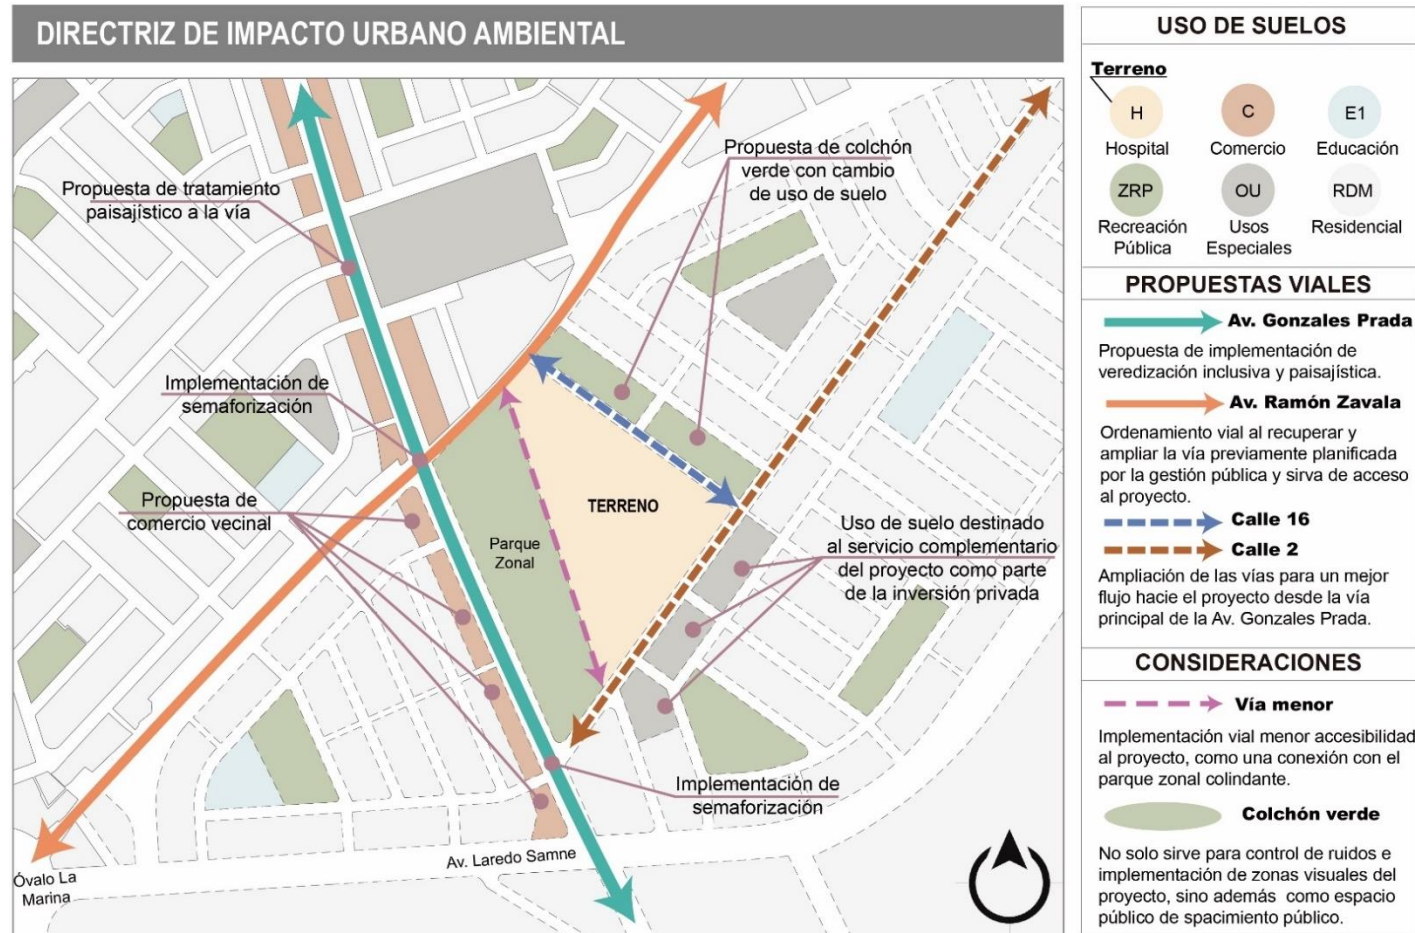 DIRECTRIZ DE IMPACTO URBANO AMBIENTAL
Propuesta de tratamiento
paisajístico a la vía
Propuesta de colchón
verde con cambio
de uso de suelo
Implementación de
semaforización
Propuesta de
comercio vecinal
TERRENO
Parque
Zonal
Uso de suelo destinado
al servicio complementario
del proyecto como parte
de la inversión privada
Implementación de
semaforización
Av. Laredo Samne
Óvalo La
Marina
USO DE SUELOS
Terreno
H
C
E1
Hospital
Comercio
Educación
ZRP
OU
RDM
Recreación
Pública
Usos
Especiales
Residencial
PROPUESTAS VIALES
Av. Gonzales Prada
Propuesta de implementación de
veredización inclusiva y paisajística.
Av. Ramón Zavala
Ordenamiento vial al recuperar y
ampliar la vía previamente planificada
por la gestión pública y sirva de acceso
al proyecto.
Calle 16
Calle 2
Ampliación de las vías para un mejor
flujo hacie el proyecto desde la vía
principal de la Av. Gonzales Prada.
CONSIDERACIONES
Vía menor
Implementación vial menor accesibilidad
al proyecto, como una conexión con el
parque zonal colindante.
Colchón verde
No solo sirve para control de ruidos e
implementación de zonas visuales del
proyecto, sino además como espacio
público de spacimiento público.